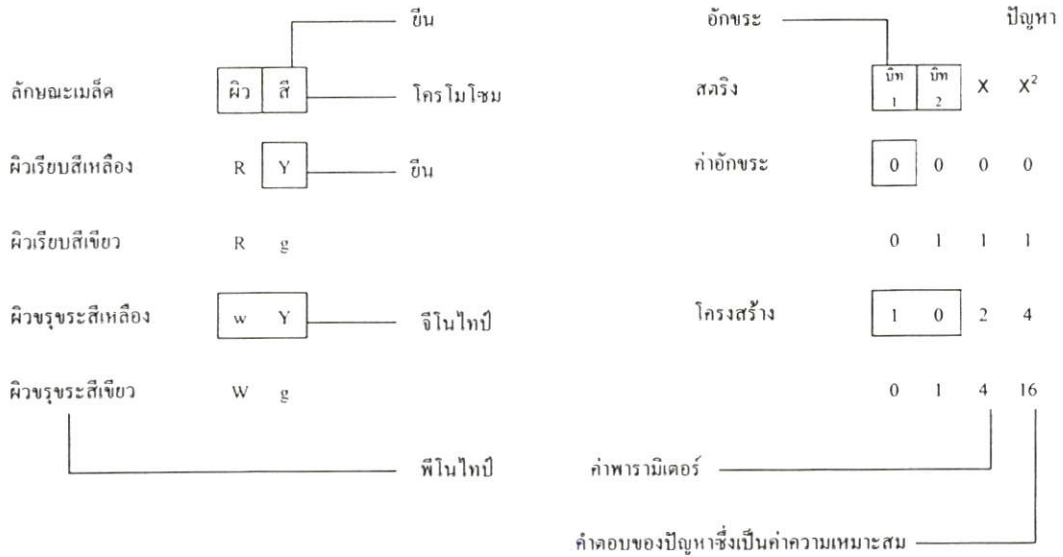 ยีน อักขระ ปัญหา
ลักษณะเมล็ด ผิว สี โครโมโซม สตริง บิท 1 บิท 2 X X²
ผิวเรียบสีเหลือง R Y ยีน ค่าอักขระ 0 0 0 0
ผิวเรียบสีเขียว R g 0 1 1 1
ผิวขรุขระสีเหลือง w Y จีโนไทป์ โครงสร้าง 1 0 2 4
ผิวขรุขระสีเขียว W g 0 1 4 16
พีโนไทป์ ค่าพารามิเตอร์
คำตอบของปัญหาซึ่งเป็นค่าความเหมาะสม